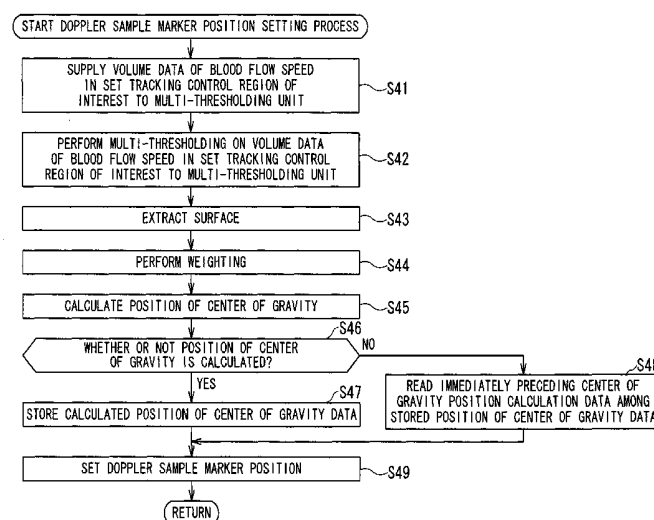 START DOPPLER SAMPLE MARKER POSITION SETTING PROCESS
SUPPLY VOLUME DATA OF BLOOD FLOW SPEED
IN SET TRACKING CONTROL REGION OF
INTEREST TO MULTI-THRESHOLDING UNIT
S41
PERFORM MULTI-THRESHOLDING ON VOLUME DATA
OF BLOOD FLOW SPEED IN SET TRACKING CONTROL
REGION OF INTEREST TO MULTI-THRESHOLDING UNIT
S42
EXTRACT SURFACE
S43
PERFORM WEIGHTING
S44
CALCULATE POSITION OF CENTER OF GRAVITY
S45
S46
WHETHER OR NOT POSITION OF CENTER
OF GRAVITY IS CALCULATED?
NO
YES
S47
STORE CALCULATED POSITION OF CENTER OF GRAVITY DATA
S48
READ IMMEDIATELY PRECEDING CENTER OF
GRAVITY POSITION CALCULATION DATA AMONG
STORED POSITION OF CENTER OF GRAVITY DATA
SET DOPPLER SAMPLE MARKER POSITION
S49
RETURN